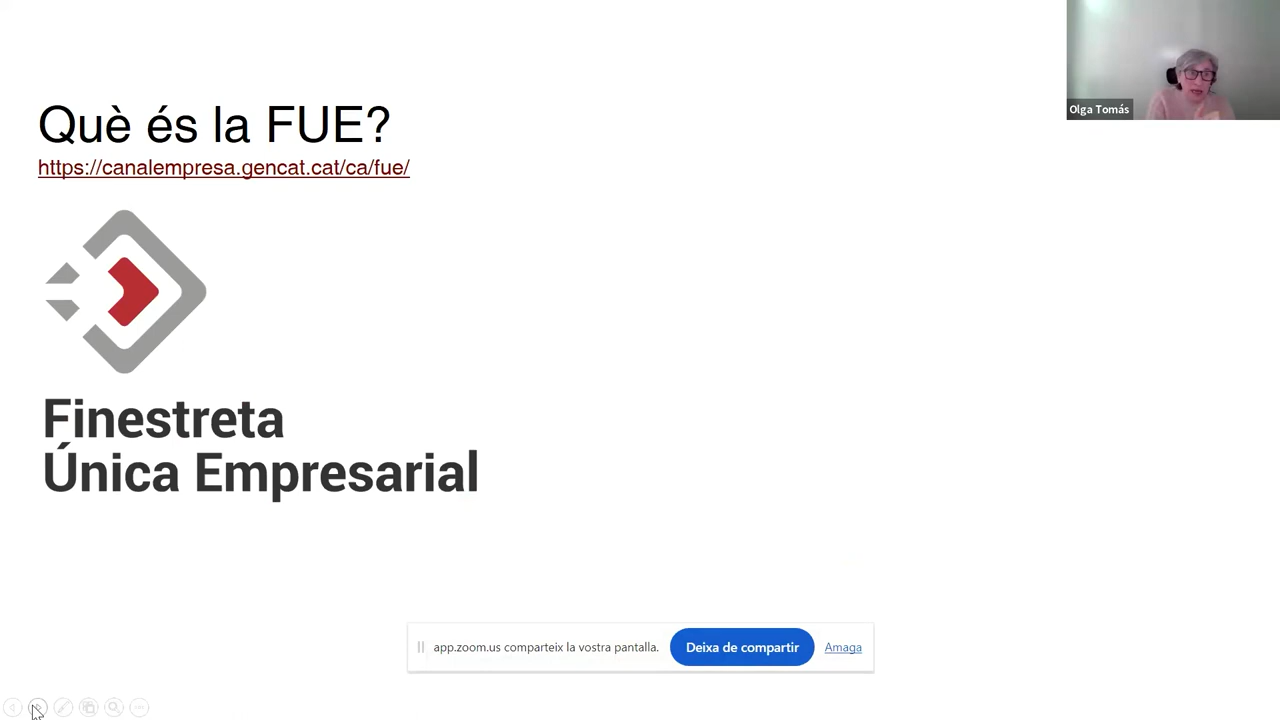 Què és la FUE?
https://canalempresa.gencat.cat/ca/fue/
Olga Tomás
Finestreta
Única Empresarial
app.zoom.us comparteix la vostra pantalla.
Deixa de compartir
Amaga